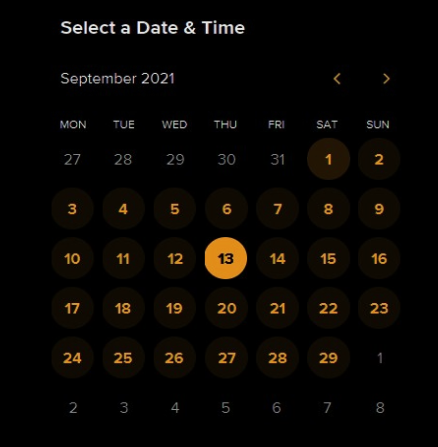 Select a Date & Time
September 2021
MON TUE WED THU FRI SAT SUN
27 28 29 30 31 1 2
3 4 5 6 7 8 9
10 11 12 13 14 15 16
17 18 19 20 21 22 23
24 25 26 27 28 29 1
2 3 4 5 6 7 8